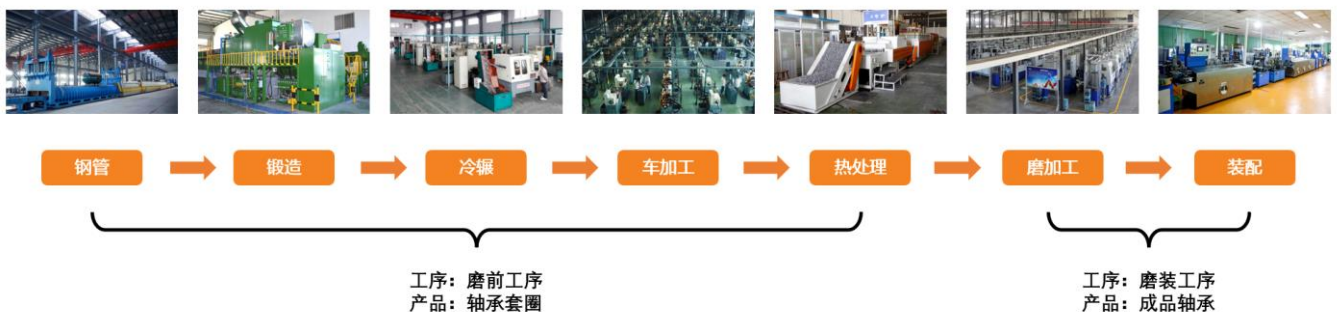 钢管
锻造
冷辗
车加工
热处理
磨加工
装配
工序：磨前工序
产品：轴承套圈
工序：磨装工序
产品：成品轴承